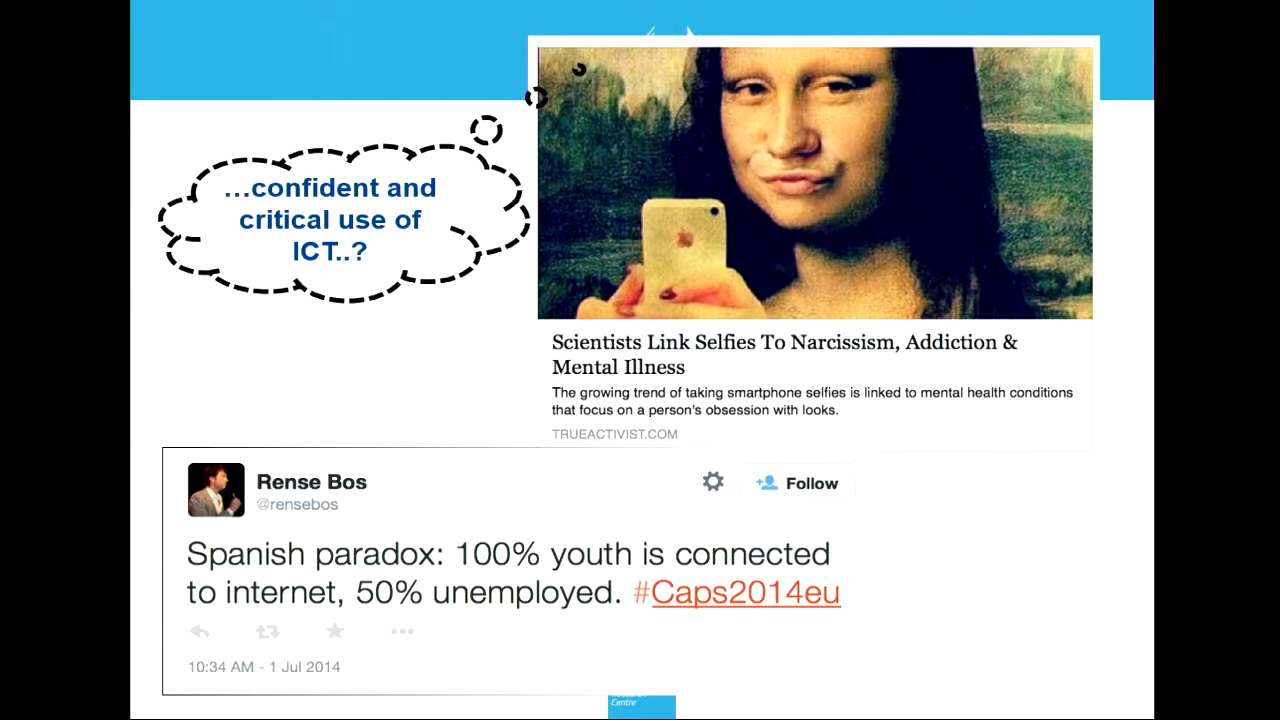 …confident and
critical use of
ICT..?
Scientists Link Selfies To Narcissism, Addiction &
Mental Illness
The growing trend of taking smartphone selfies is linked to mental health conditions
that focus on a person's obsession with looks.
TRUEACTIVIST.COM
Rense Bos
@rensebos
Follow
Spanish paradox: 100% youth is connected
to internet, 50% unemployed. #Caps2014eu
10:34 AM - 1 Jul 2014
Centre